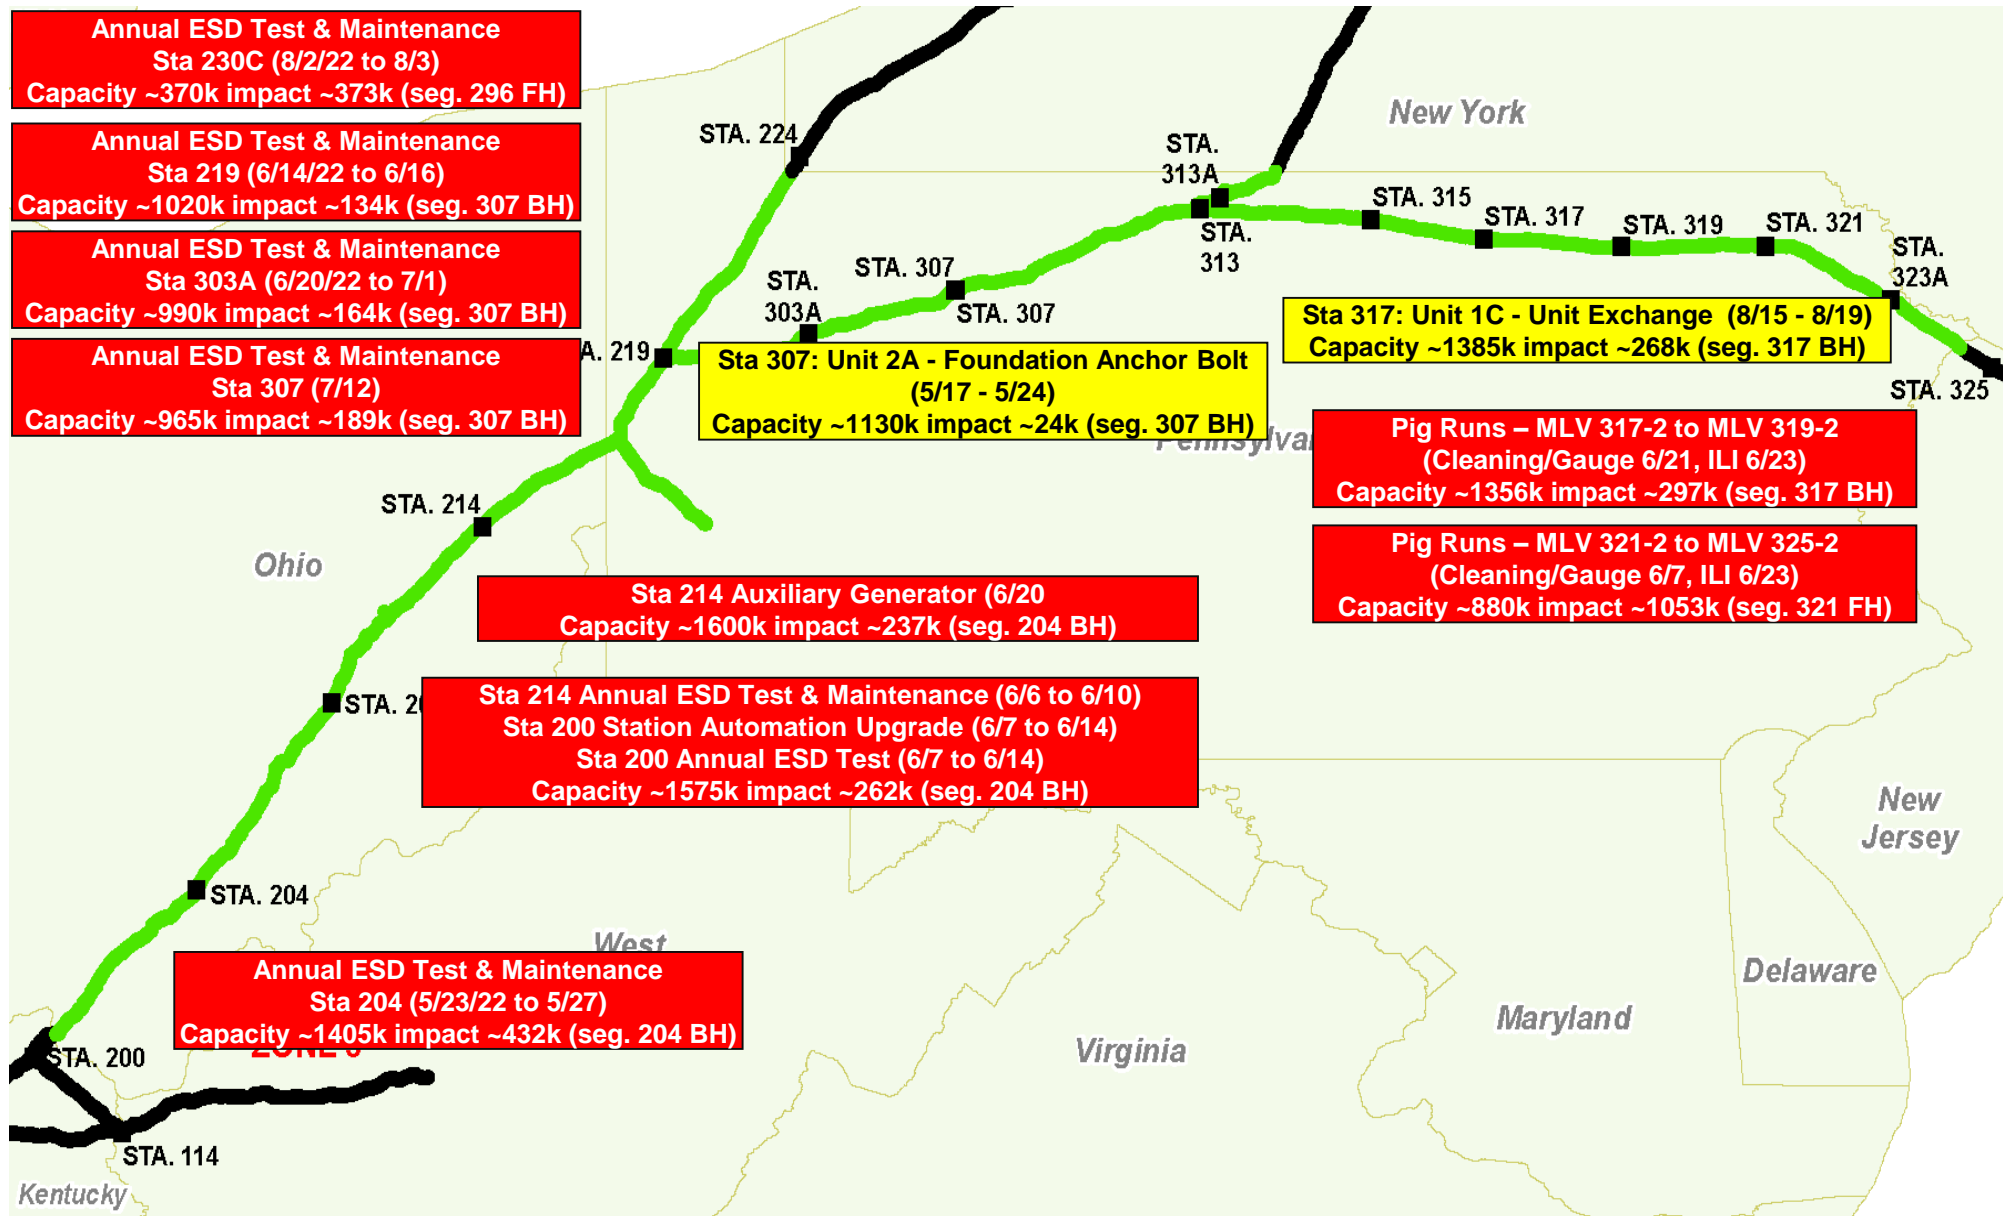 Annual ESD Test & Maintenance
Sta 230C (8/2/22 to 8/3)
Capacity ~370k impact ~373k (seg. 296 FH)
Annual ESD Test & Maintenance
Sta 219 (6/14/22 to 6/16)
Capacity ~1020k impact ~134k (seg. 307 BH)
Annual ESD Test & Maintenance
Sta 303A (6/20/22 to 7/1)
Capacity ~990k impact ~164k (seg. 307 BH)
Annual ESD Test & Maintenance
Sta 307 (7/12)
Capacity ~965k impact ~189k (seg. 307 BH)
STA. 224
New York
STA.
313A
STA.
313
STA. 315
STA. 317
STA. 319
STA. 321
STA.
323A
STA. 325
STA. 307
STA. 307
STA.
303A
A. 219
Sta 307: Unit 2A - Foundation Anchor Bolt
(5/17 - 5/24)
Capacity ~1130k impact ~24k (seg. 307 BH)
Sta 317: Unit 1C - Unit Exchange (8/15 - 8/19)
Capacity ~1385k impact ~268k (seg. 317 BH)
Pig Runs – MLV 317-2 to MLV 319-2
(Cleaning/Gauge 6/21, ILI 6/23)
Capacity ~1356k impact ~297k (seg. 317 BH)
Pig Runs – MLV 321-2 to MLV 325-2
(Cleaning/Gauge 6/7, ILI 6/23)
Capacity ~880k impact ~1053k (seg. 321 FH)
STA. 214
Ohio
Sta 214 Auxiliary Generator (6/20
Capacity ~1600k impact ~237k (seg. 204 BH)
STA. 20
Sta 214 Annual ESD Test & Maintenance (6/6 to 6/10)
Sta 200 Station Automation Upgrade (6/7 to 6/14)
Sta 200 Annual ESD Test (6/7 to 6/14)
Capacity ~1575k impact ~262k (seg. 204 BH)
New
Jersey
STA. 204
West
Annual ESD Test & Maintenance
Sta 204 (5/23/22 to 5/27)
Capacity ~1405k impact ~432k (seg. 204 BH)
Delaware
Maryland
Virginia
STA. 200
STA. 114
Kentucky